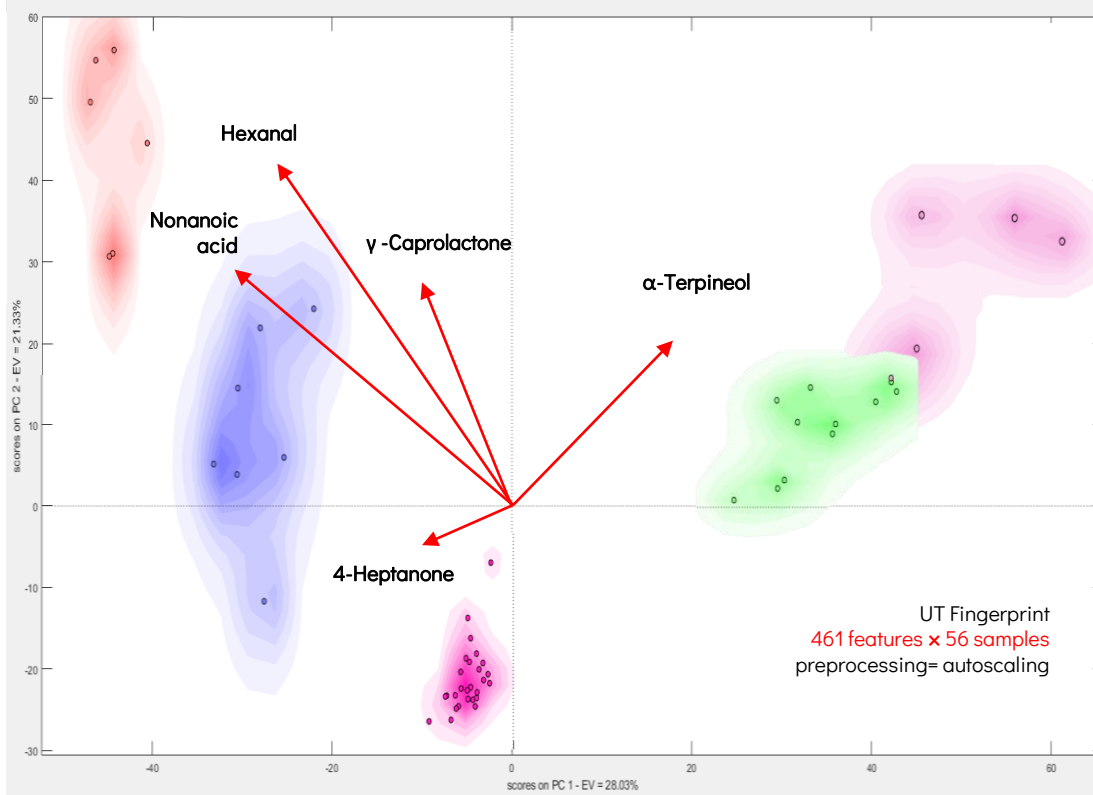 60
50
40
30
20
10
0
-10
-20
-30
scores on PC 2 - EV = 21.33%
Hexanal
Nonanoic
acid
γ -Caprolactone
α-Terpineol
4-Heptanone
UT Fingerprint
461 features × 56 samples
preprocessing= autoscaling
-40
-20
0
20
40
60
scores on PC 1 - EV = 28.03%